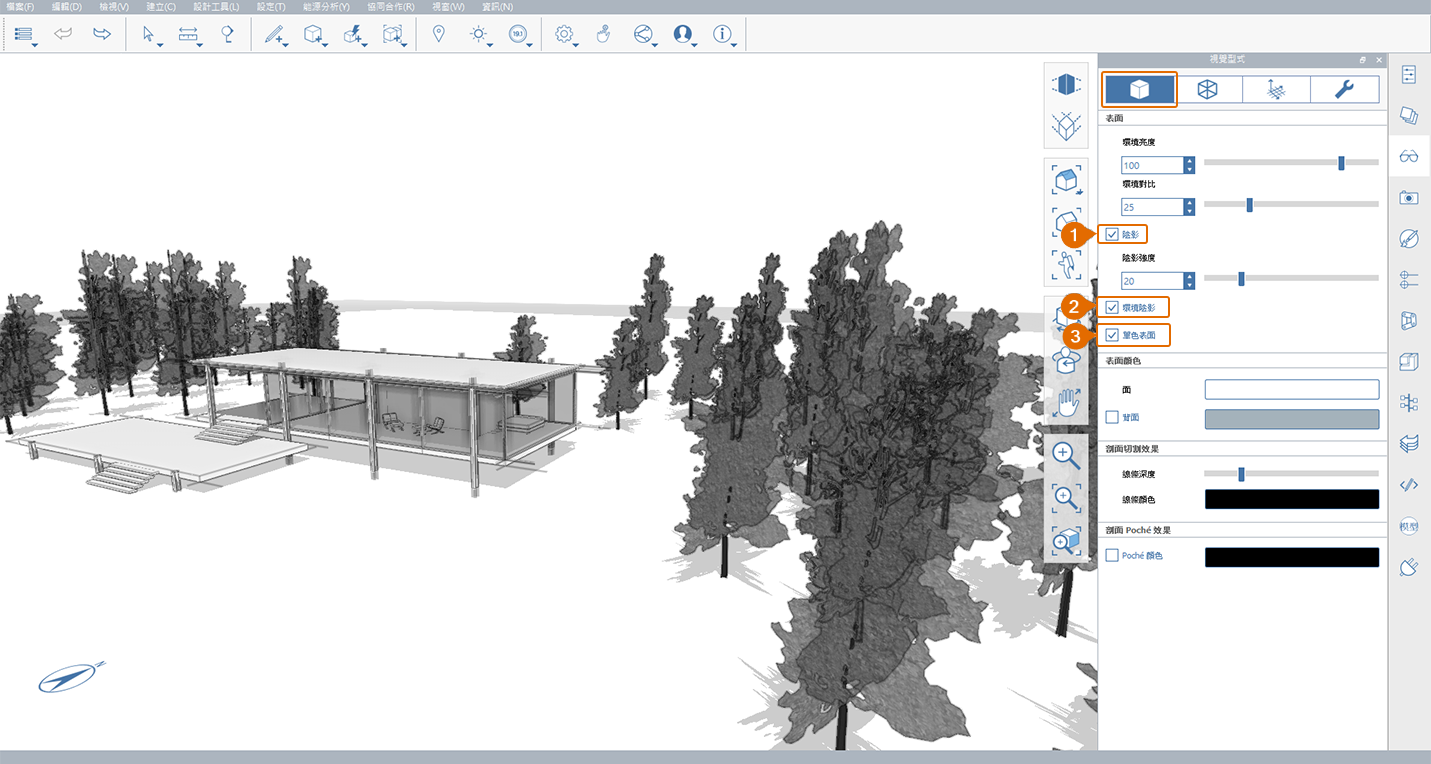 檔案(F) 編輯(D) 檢視(V) 建立(C) 設計工具(L) 設定(T) 能源分析(Y) 協同合作(R) 視窗(W) 資訊(N)
視覺型式
表面
環境亮度
100
環境對比
25
1
陰影
陰影強度
20
2
環境陰影
3
單色表面
表面顏色
面
背面
剖面切割效果
線條深度
線條顏色
剖面 Poché 效果
Poché 顏色
模型
N